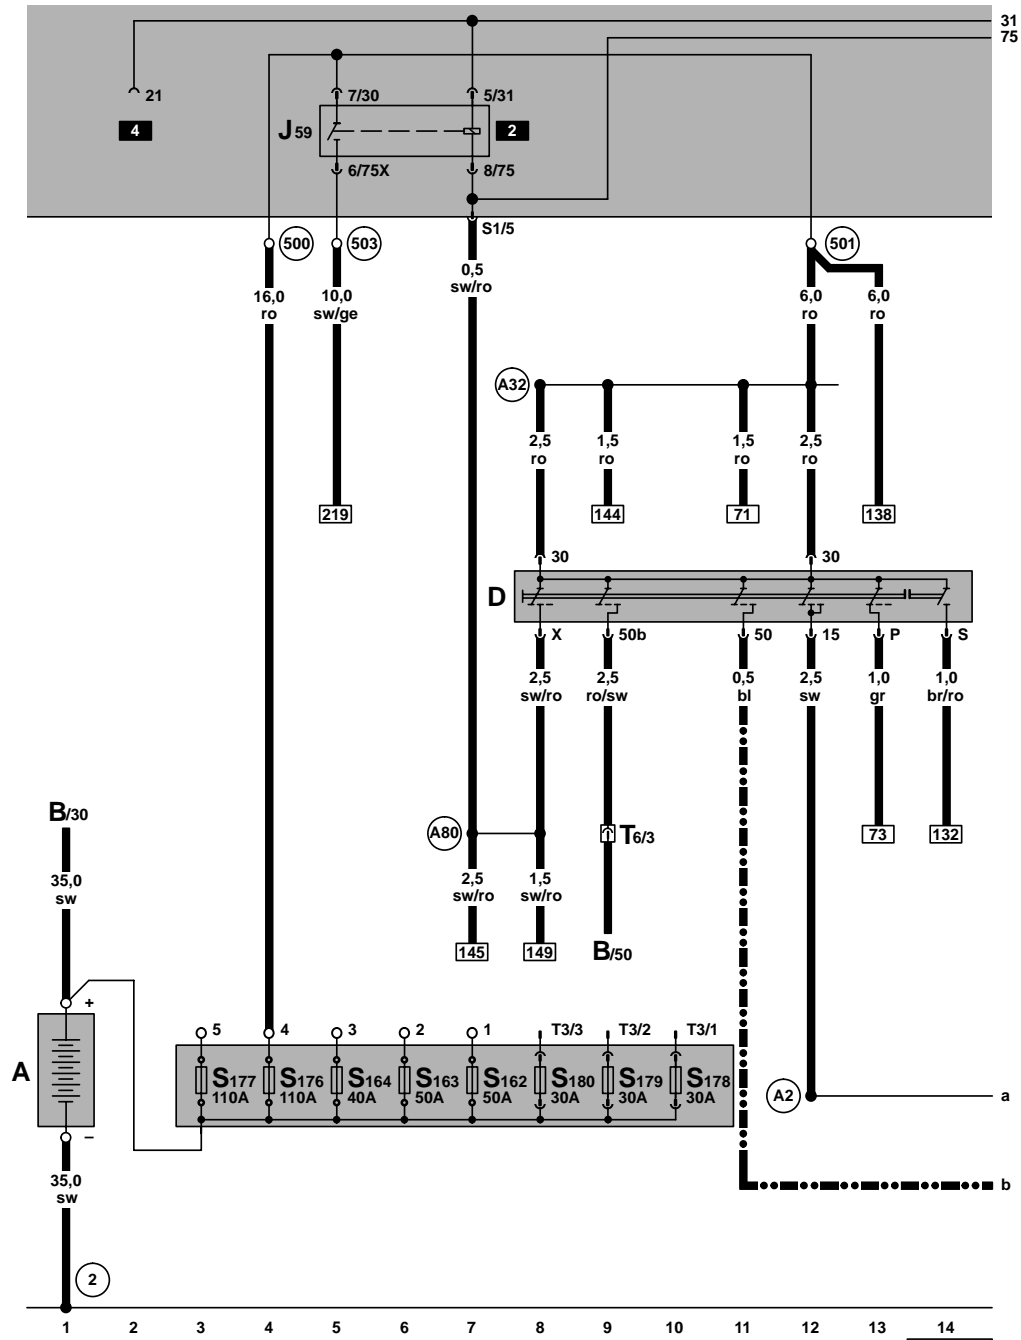 31
75
21
7/30
5/31
4
J59
2
6/75X
8/75
S1/5
500
503
501
0,5
sw/ro
16,0
ro
10,0
sw/ge
6,0
ro
6,0
ro
A32
2,5
ro
1,5
ro
1,5
ro
2,5
ro
219
144
71
138
30
30
D
X
50b
50
15
P
S
2,5
sw/ro
2,5
ro/sw
0,5
bl
2,5
sw
1,0
gr
1,0
br/ro
B/30
A80
T6/3
73
132
35,0
sw
2,5
sw/ro
1,5
sw/ro
145
149
B/50
+
5
4
3
2
1
T3/3
T3/2
T3/1
A
S177
110A
S176
110A
S164
40A
S163
50A
S162
50A
S180
30A
S179
30A
S178
30A
A2
a
–
35,0
sw
b
2
1
2
3
4
5
6
7
8
9
10
11
12
13
14